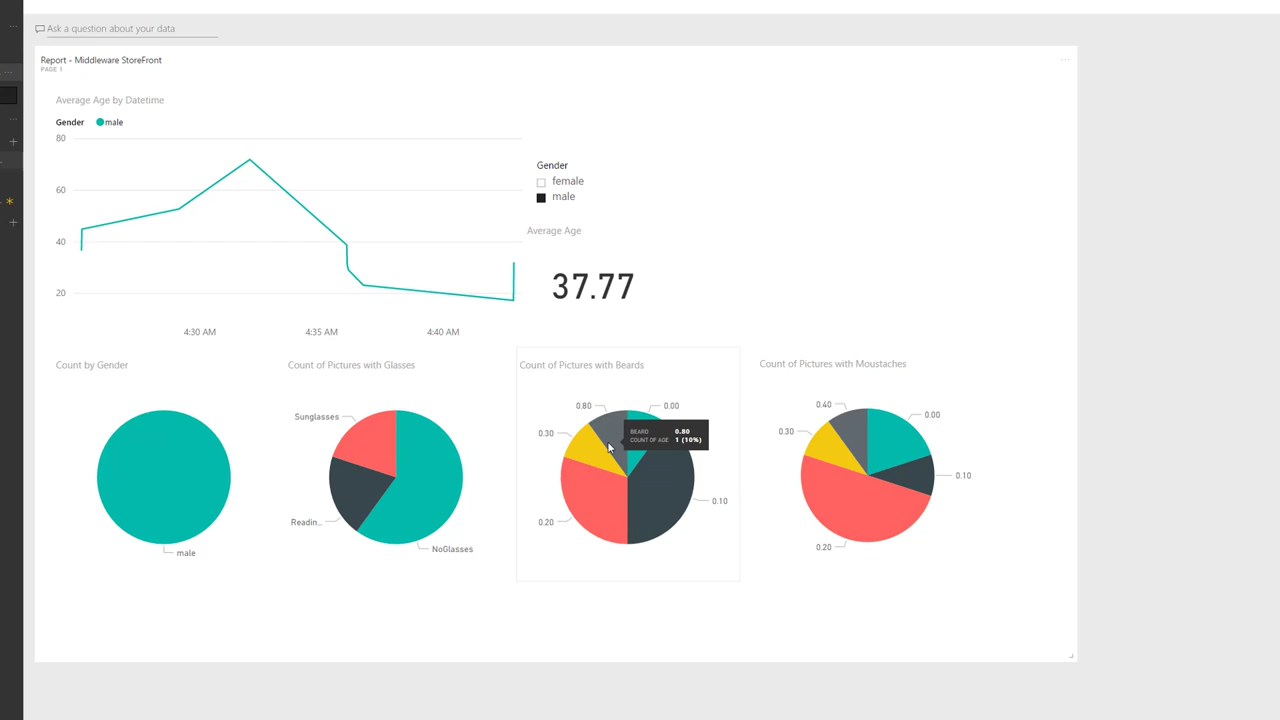 Ask a question about your data
Report - Middleware StoreFront
PAGE 1
Average Age by Datetime
Gender male
80
60
40
20
4:30 AM 4:35 AM 4:40 AM
Gender
female
male
Average Age
37.77
Count by Gender
male
Count of Pictures with Glasses
Sunglasses
Readin...
NoGlasses
Count of Pictures with Beards
0.80 0.00
0.30
BEARD 0.80
COUNT OF AGE 1 (10%)
0.10
0.20
Count of Pictures with Moustaches
0.40 0.00
0.30
0.10
0.20